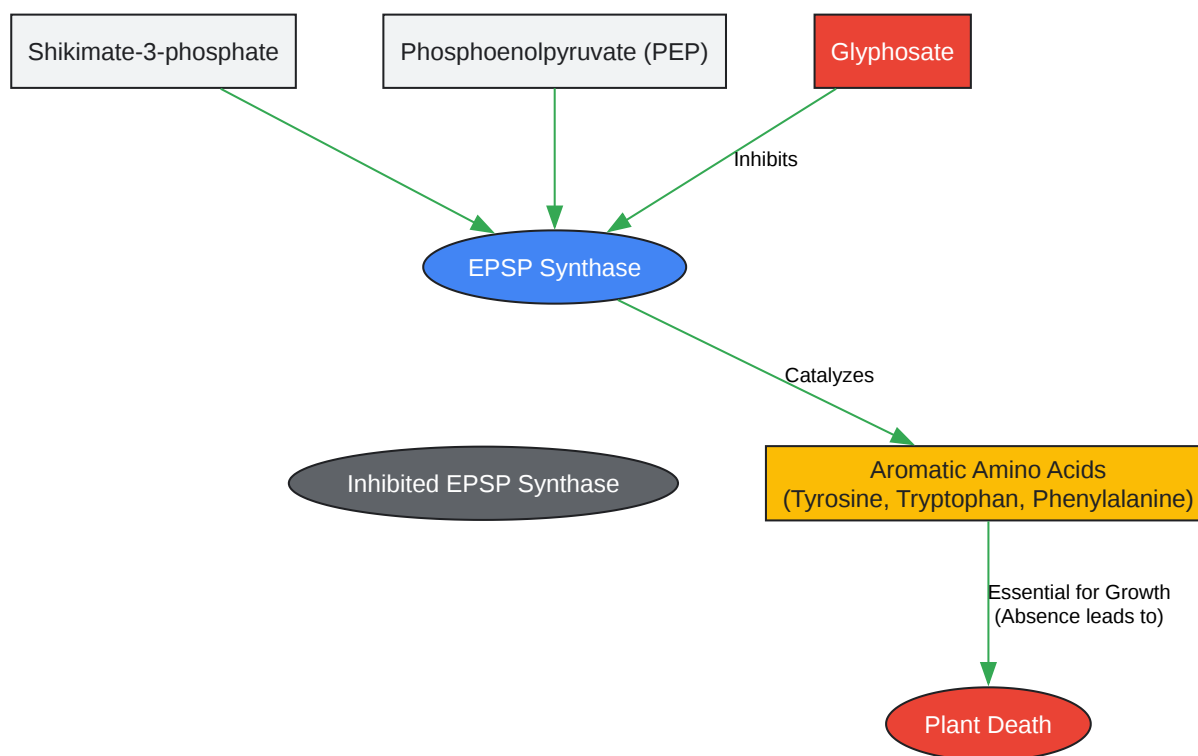 Shikimate-3-phosphate
Phosphoenolpyruvate (PEP)
Glyphosate
Inhibits
EPSP Synthase
Catalyzes
Inhibited EPSP Synthase
Aromatic Amino Acids
(Tyrosine, Tryptophan, Phenylalanine)
Essential for Growth
(Absence leads to)
Plant Death